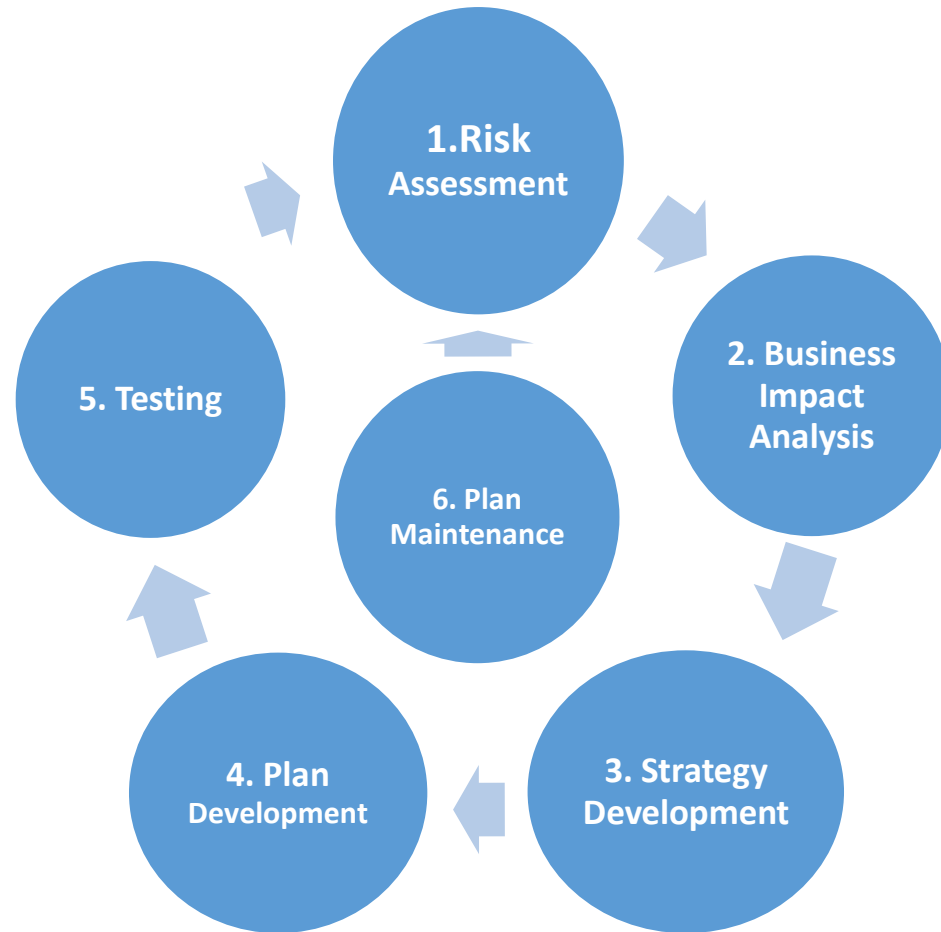 1.Risk
Assessment
2. Business
Impact
Analysis
3. Strategy
Development
4. Plan
Development
5. Testing
6. Plan
Maintenance